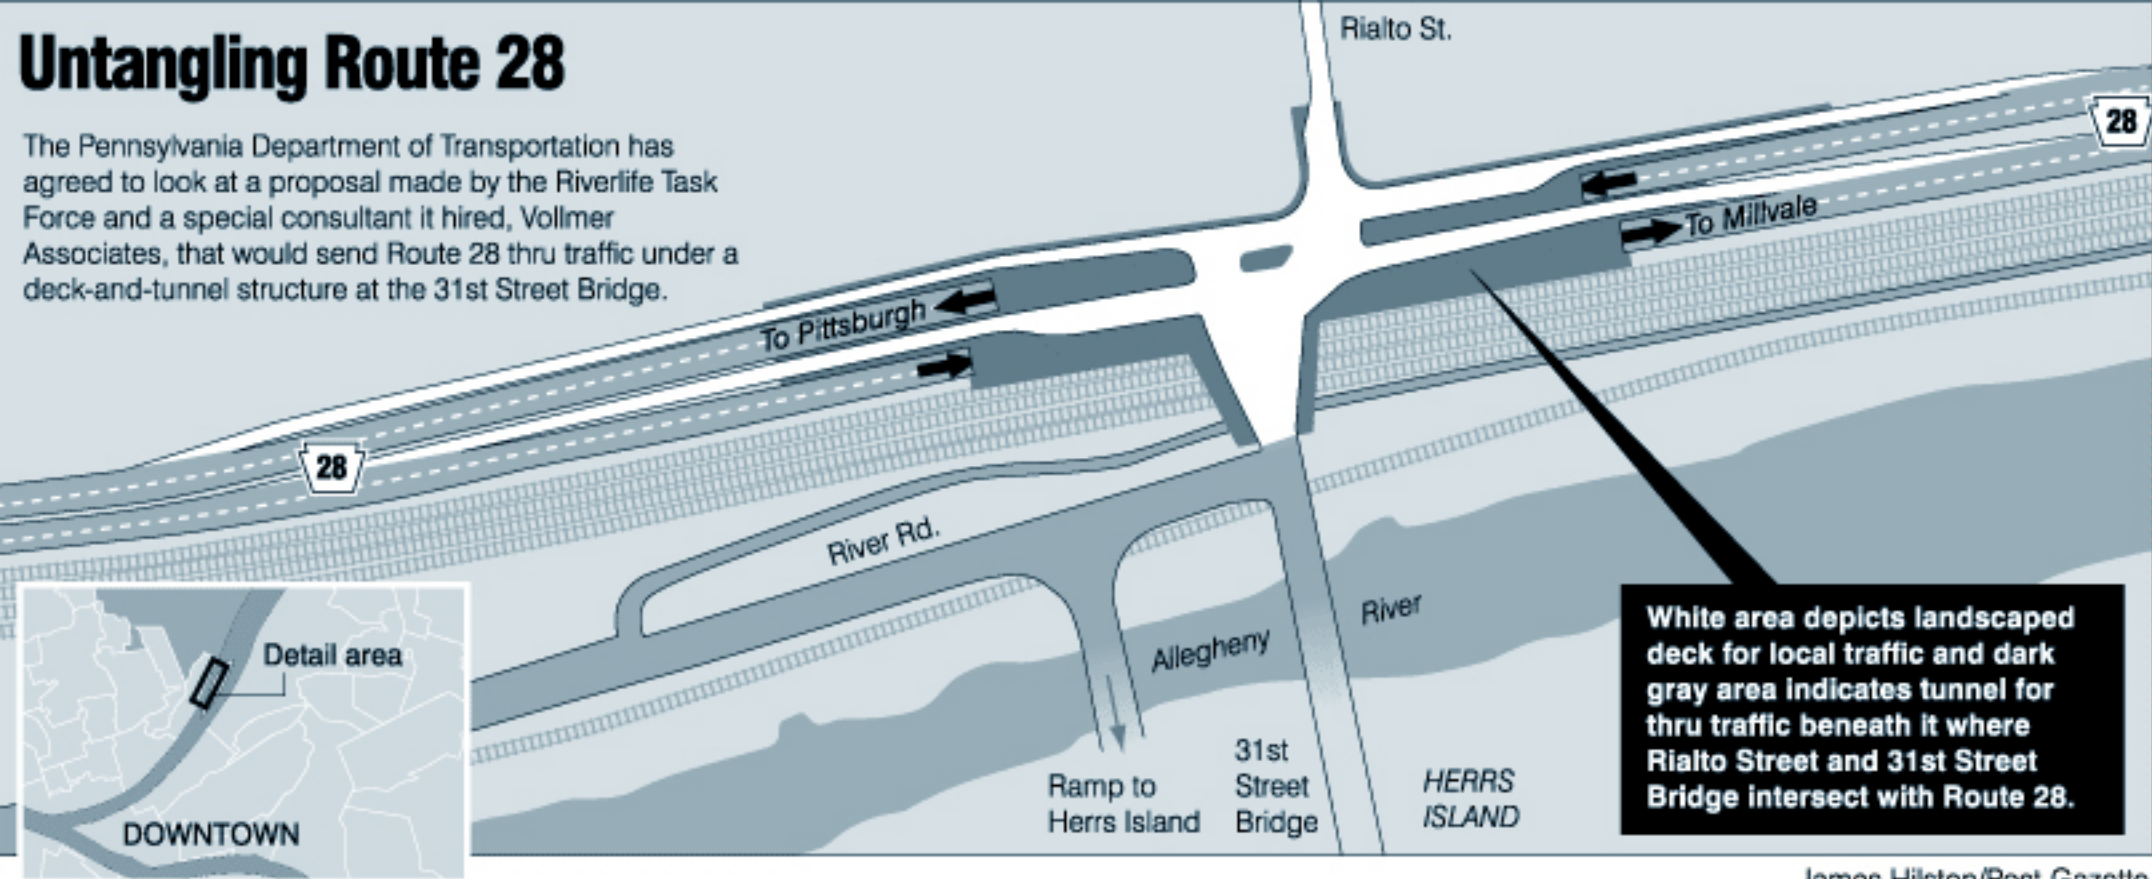 Untangling Route 28
The Pennsylvania Department of Transportation has
agreed to look at a proposal made by the Riverlife Task
Force and a special consultant it hired, Vollmer
Associates, that would send Route 28 thru traffic under a
deck-and-tunnel structure at the 31st Street Bridge.
Rialto St.
28
To Millvale
To Pittsburgh
28
River Rd.
Allegheny River
Detail area
DOWNTOWN
Ramp to
Herrs Island
31st
Street
Bridge
HERRS
ISLAND
White area depicts landscaped
deck for local traffic and dark
gray area indicates tunnel for
thru traffic beneath it where
Rialto Street and 31st Street
Bridge intersect with Route 28.
James Hilston/Post-Gazette